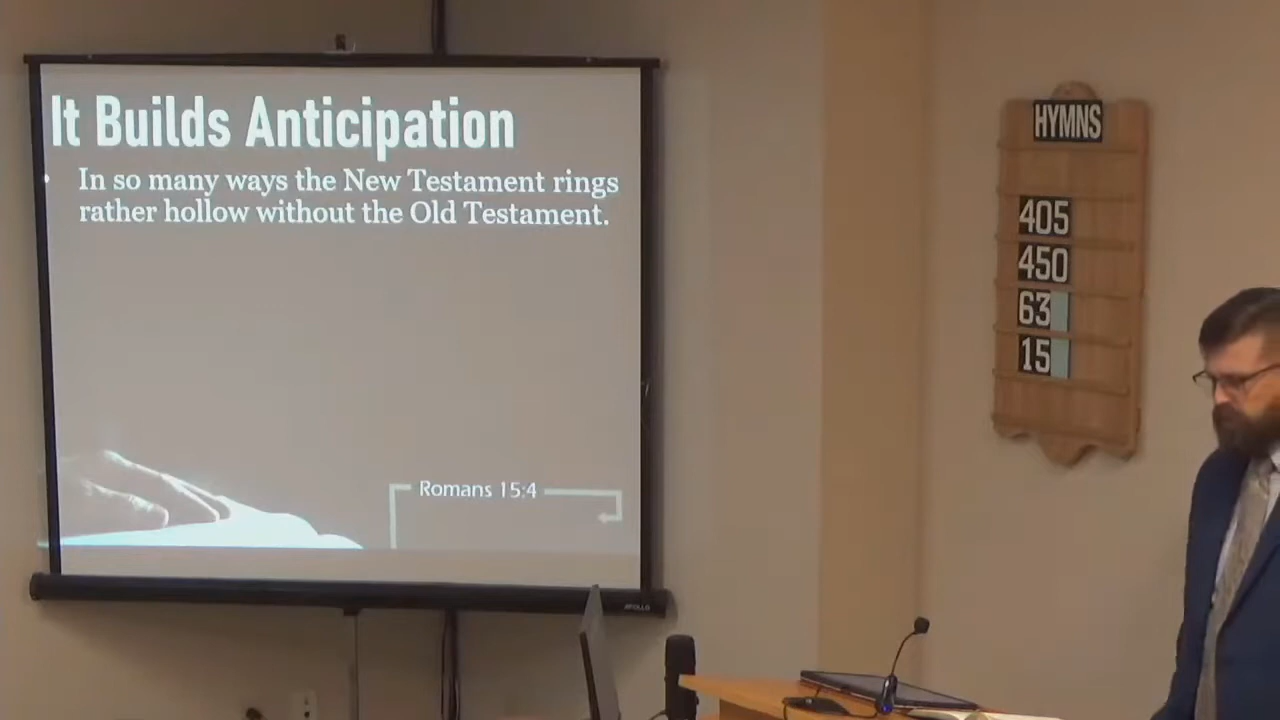 It Builds Anticipation
In so many ways the New Testament rings
rather hollow without the Old Testament.
Romans 15:4
APOLLO
HYMNS
405
450
63
15